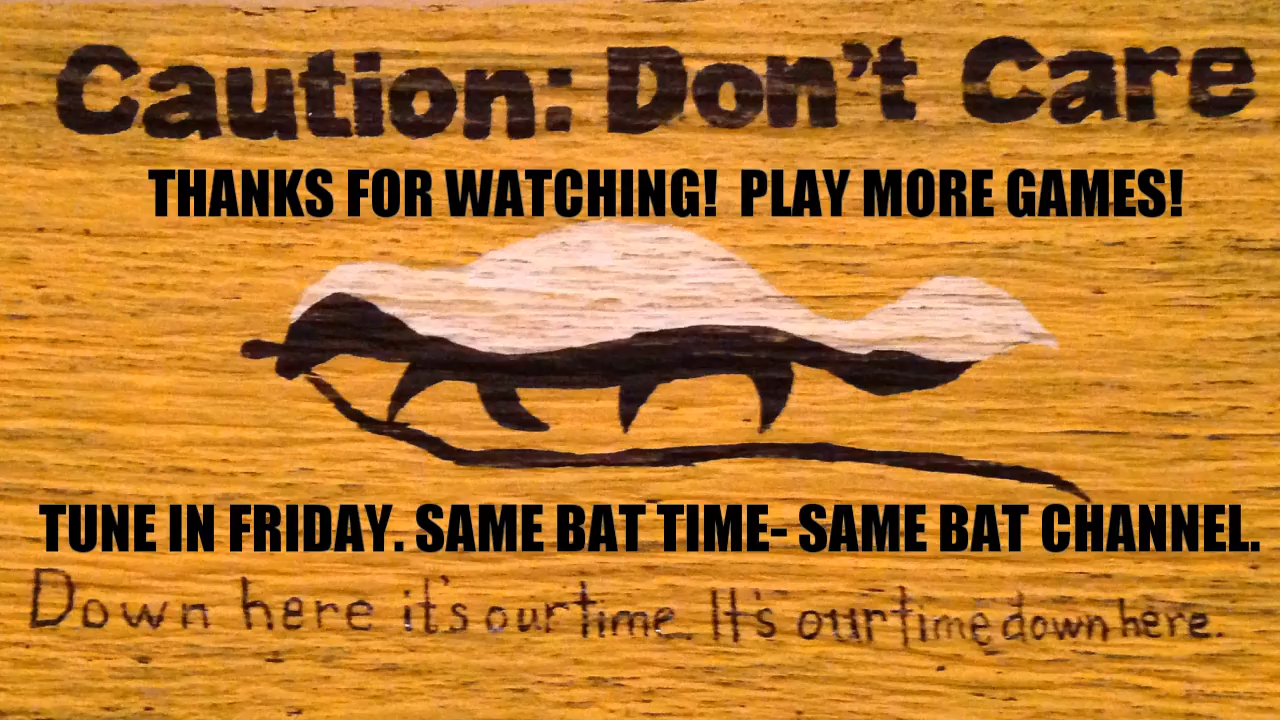 Caution: Don't Care
THANKS FOR WATCHING! PLAY MORE GAMES!
TUNE IN FRIDAY. SAME BAT TIME- SAME BAT CHANNEL.
Down here it's our time. It's our time down here.